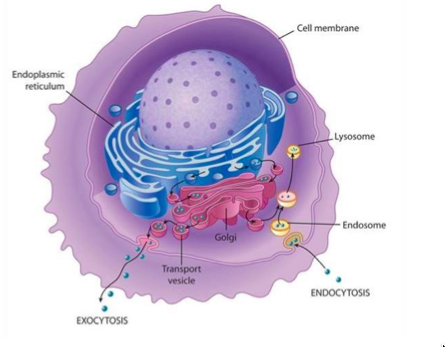 Cell membrane
Endoplasmic
reticulum
Lysosome
Golgi
Endosome
Transport
vesicle
ENDOCYTOSIS
EXOCYTOSIS